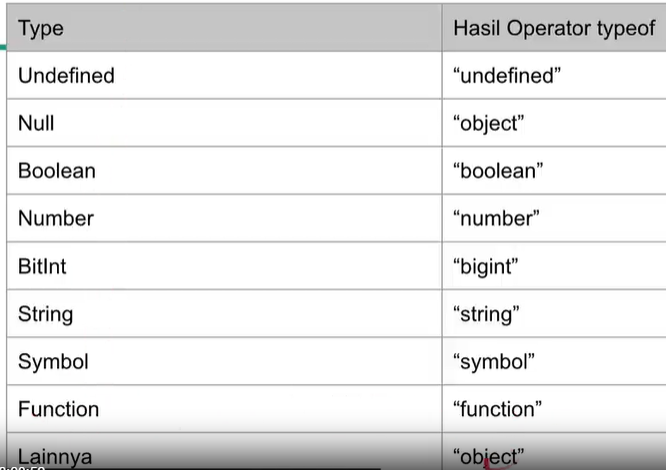 Type Hasil Operator typeof
Undefined “undefined”
Null “object”
Boolean “boolean”
Number “number”
BitInt “bigint”
String “string”
Symbol “symbol”
Function “function”
Lainnya “object”